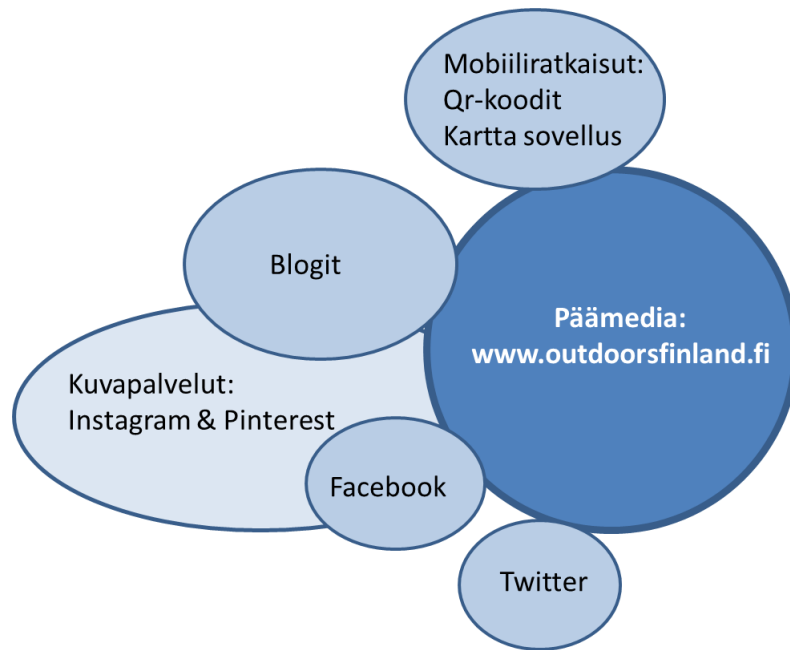 Mobiiliratkaisut:
Qr-koodit
Kartta sovellus
Blogit
Päämedia:
www.outdoorsfinland.fi
Kuvapalvelut:
Instagram & Pinterest
Facebook
Twitter